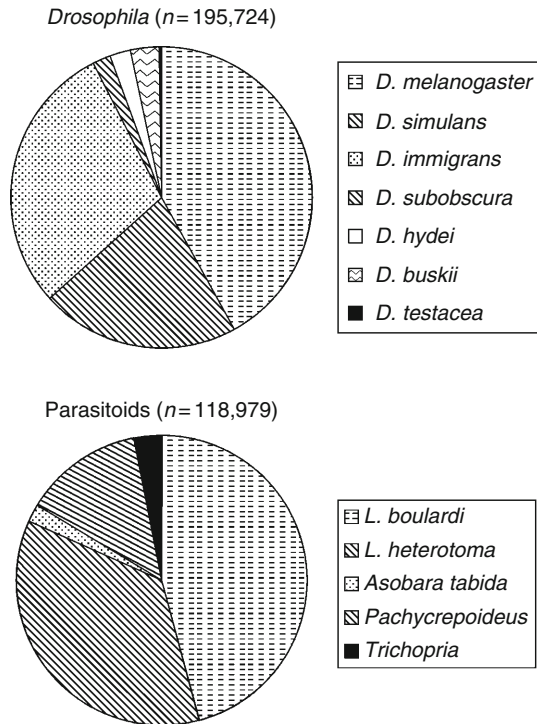 Drosophila (n = 195,724)
D. melanogaster
D. simulans
D. immigrans
D. subobscura
D. hydei
D. buskii
D. testacea
Parasitoids (n = 118,979)
L. boulardi
L. heterotoma
Asobara tabida
Pachycrepoideus
Trichopria